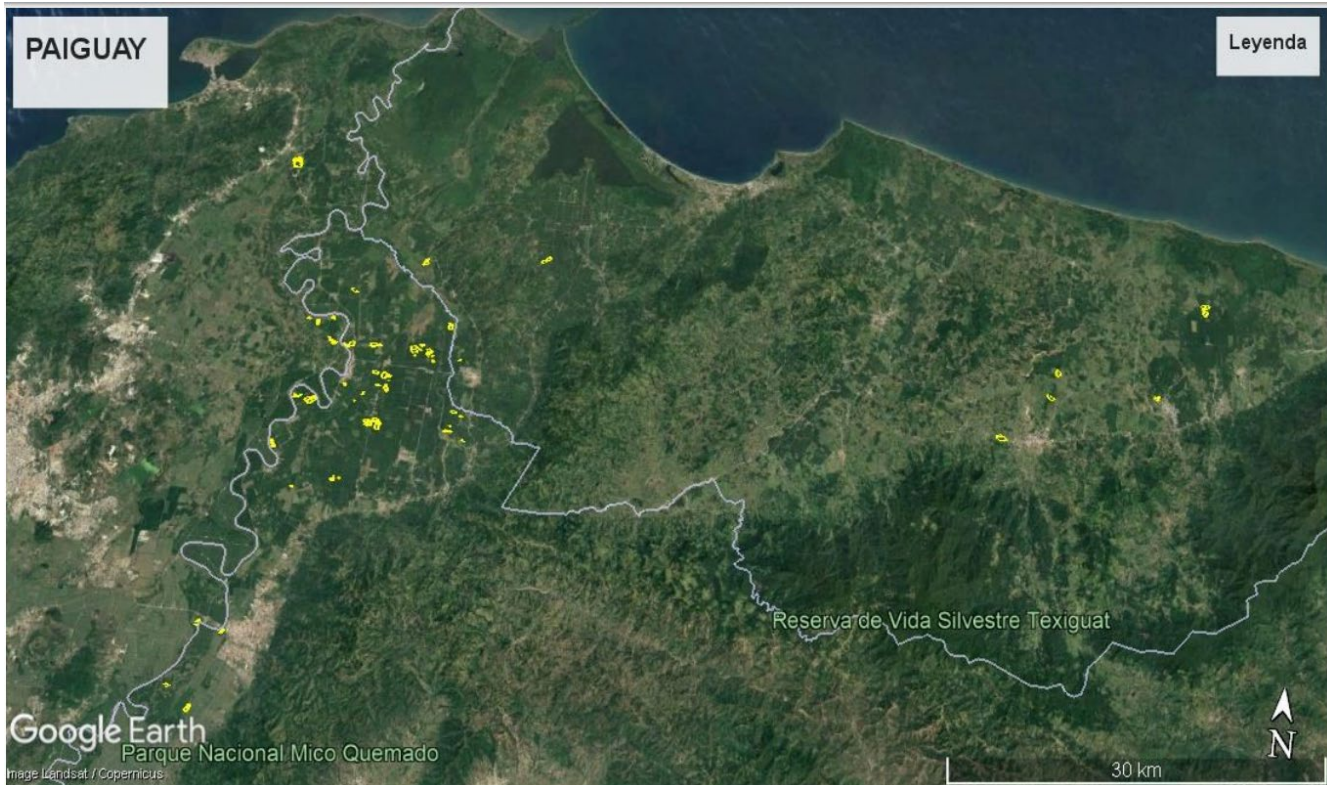 PAIGUAY
Leyenda
Reserva de Vida Silvestre Texiguat
Google Earth
Parque Nacional Mico Quemado
Image Landsat / Copernicus
N
30 km